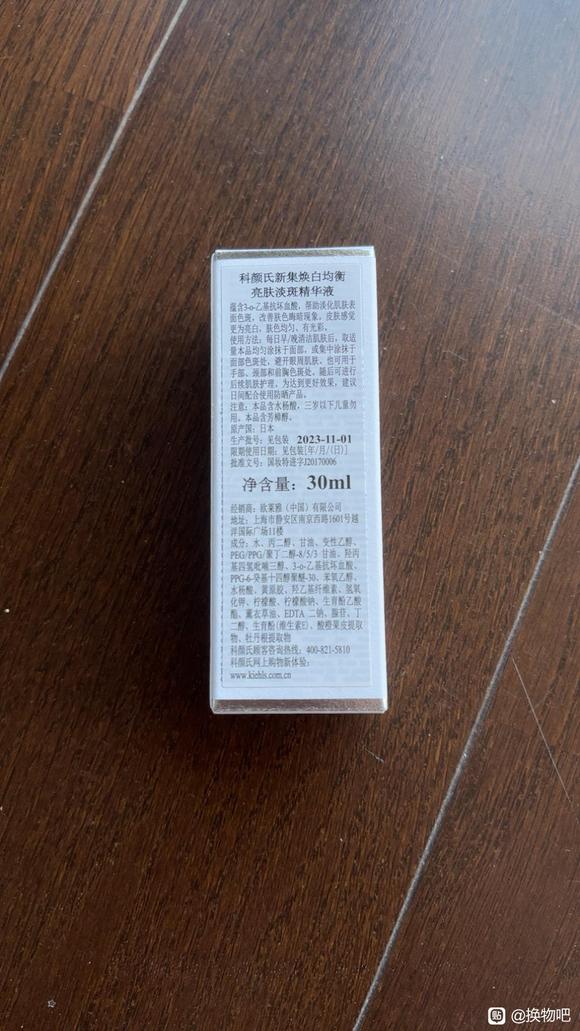 科颜氏新集焕白均衡
亮肤淡斑精华液
蕴含3-o-乙基抗坏血酸，帮助淡化肌肤表
面色斑，改善肤色晦暗现象。皮肤感觉
更为亮白，肤色均匀、有光彩。
使用方法：每日早/晚清洁肌肤后，取适
量本品均匀涂抹于面部，或集中涂抹于
面部色斑处，避开眼周肌肤。也可用于
手部、颈部和前胸色斑处。随后可进行
后续肌肤护理。为达到更好效果，建议
日间配合使用防晒产品。
注意：本品含水杨酸，三岁以下儿童勿
用。本品含芳樟醇。
原产国：日本
生产批号：见包装 2023-11-01
限期使用日期：见包装[年/月/(日)]
批准文号：国妆特进字J20170006
净含量：30ml
经销商：欧莱雅（中国）有限公司
地址：上海市静安区南京西路1601号越
洋国际广场11楼
成分：水、丙二醇、甘油、变性乙醇、
PEG/PPG/聚丁二醇-8/5/3 甘油、羟丙
基四氢吡喃三醇、3-o-乙基抗坏血酸、
PPG-6-癸基十四醇聚醚-30、苯氧乙醇、
水杨酸、黄原胶、羟乙基纤维素、氢氧
化钾、柠檬酸、柠檬酸钠、生育酚乙酸
酯、薰衣草油、EDTA 二钠、腺苷、丁
二醇、生育酚(维生素E)、酸橙果皮提取
物、牡丹根提取物
科颜氏顾客咨询热线：400-821-5810
科颜氏网上购物新体验：
www.kiehls.com.cn
贴 @换物吧